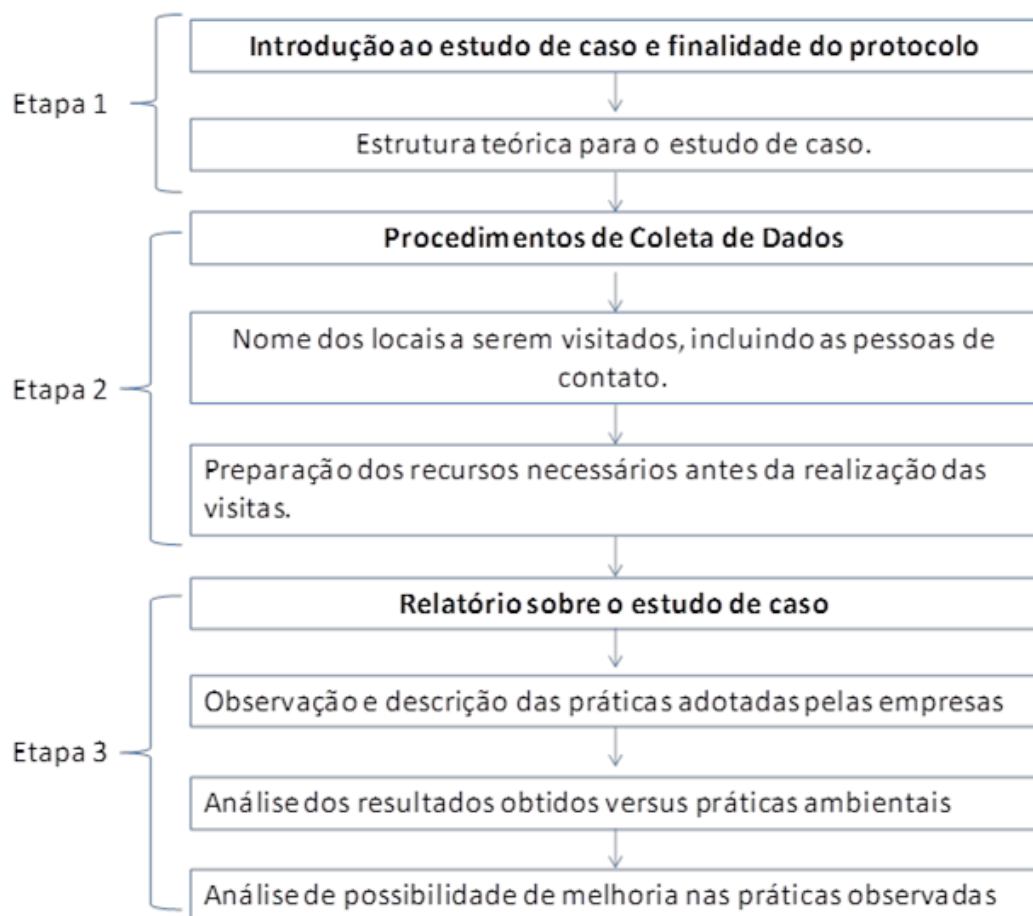 Introdução ao estudo de caso e finalidade do protocolo
Etapa 1
Estrutura teórica para o estudo de caso.
Procedimentos de Coleta de Dados
Nome dos locais a serem visitados, incluindo as pessoas de
contato.
Etapa 2
Preparação dos recursos necessários antes da realização das
visitas.
Relatório sobre o estudo de caso
Observação e descrição das práticas adotadas pelas empresas
Etapa 3
Análise dos resultados obtidos versus práticas ambientais
Análise de possibilidade de melhoria nas práticas observadas